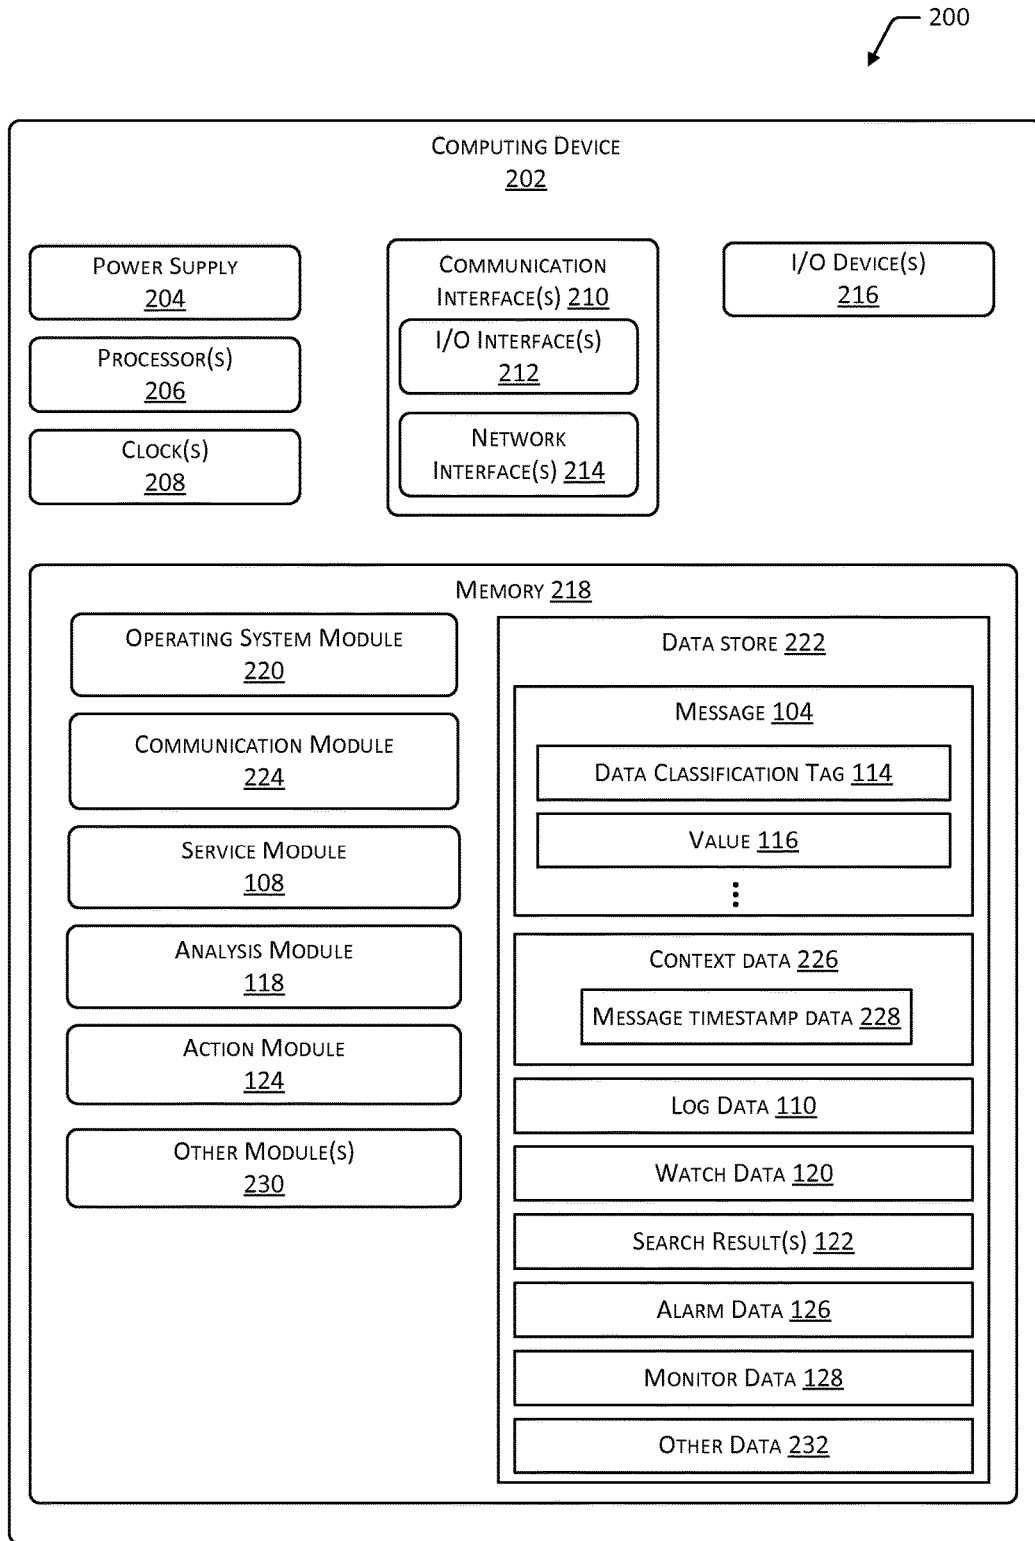 200
COMPUTING DEVICE
202
POWER SUPPLY
204
PROCESSOR(S)
206
CLOCK(S)
208
COMMUNICATION
INTERFACE(S) 210
I/O INTERFACE(S)
212
NETWORK
INTERFACE(S) 214
I/O DEVICE(S)
216
MEMORY 218
OPERATING SYSTEM MODULE
220
COMMUNICATION MODULE
224
SERVICE MODULE
108
ANALYSIS MODULE
118
ACTION MODULE
124
OTHER MODULE(S)
230
DATA STORE 222
MESSAGE 104
DATA CLASSIFICATION TAG 114
VALUE 116
⋮
CONTEXT DATA 226
MESSAGE TIMESTAMP DATA 228
LOG DATA 110
WATCH DATA 120
SEARCH RESULT(S) 122
ALARM DATA 126
MONITOR DATA 128
OTHER DATA 232